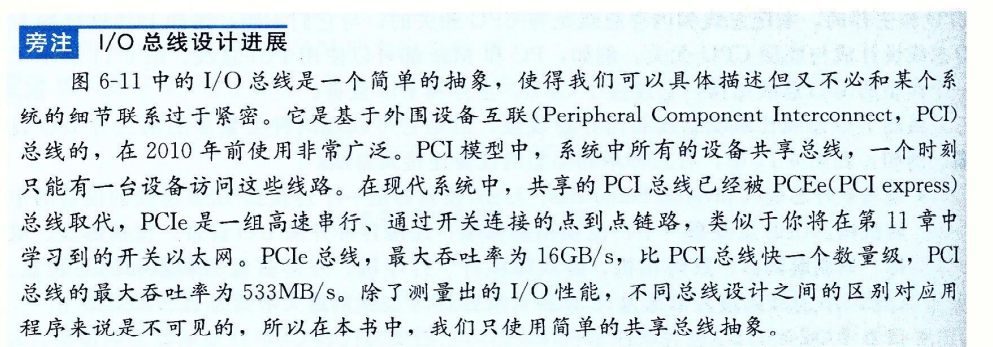 旁注 I/O 总线设计进展
图 6-11 中的 I/O 总线是一个简单的抽象，使得我们可以具体描述但又不必和某个系
统的细节联系过于紧密。它是基于外围设备互联(Peripheral Component Interconnect，PCI)
总线的，在 2010 年前使用非常广泛。PCI 模型中，系统中所有的设备共享总线，一个时刻
只能有一台设备访问这些线路。在现代系统中，共享的 PCI 总线已经被 PCEe(PCI express)
总线取代，PCIe 是一组高速串行、通过开关连接的点到点链路，类似于你将在第 11 章中
学习到的开关以太网。PCIe 总线，最大吞吐率为 16GB/s，比 PCI 总线快一个数量级，PCI
总线的最大吞吐率为 533MB/s。除了测量出的 I/O 性能，不同总线设计之间的区别对应用
程序来说是不可见的，所以在本书中，我们只使用简单的共享总线抽象。